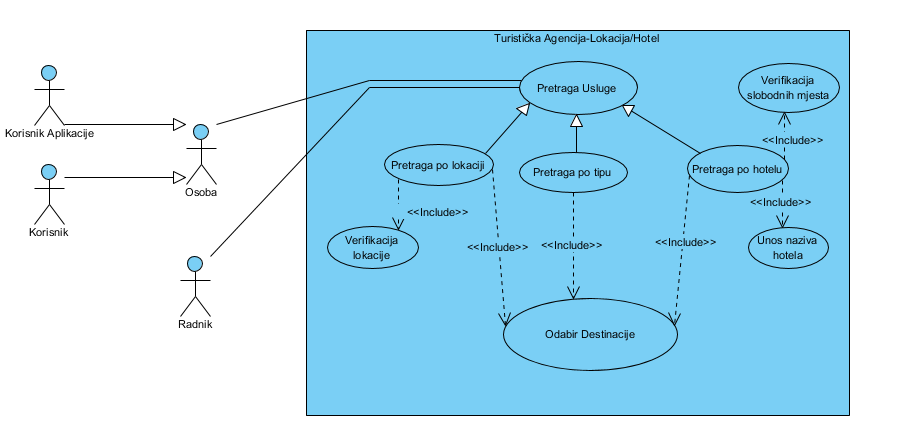 Turistička Agencija-Lokacija/Hotel
Pretraga Usluge
Verifikacija
slobodnih mjesta
Korisnik Aplikacije
<<Include>>
Pretraga po lokaciji
Pretraga po tipu
Pretraga po hotelu
Osoba
Korisnik
<<Include>>
<<Include>>
Verifikacija
lokacije
<<Include>>
<<Include>>
<<Include>>
Unos naziva
hotela
Radnik
Odabir Destinacije